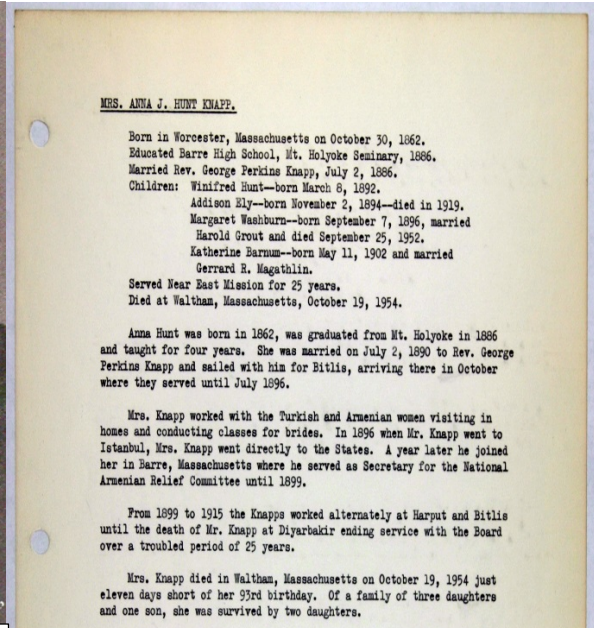 MRS. ANNA J. HUNT KNAPP.
Born in Worcester, Massachusetts on October 30, 1862.
Educated Barre High School, Mt. Holyoke Seminary, 1886.
Married Rev. George Perkins Knapp, July 2, 1886.
Children: Winifred Hunt--born March 8, 1892.
Addison Ely--born November 2, 1894--died in 1919.
Margaret Washburn--born September 7, 1896, married
Harold Grout and died September 25, 1952.
Katherine Barnum--born May 11, 1902 and married
Gerrard R. Magathlin.
Served Near East Mission for 25 years.
Died at Waltham, Massachusetts, October 19, 1954.
Anna Hunt was born in 1862, was graduated from Mt. Holyoke in 1886
and taught for four years. She was married on July 2, 1890 to Rev. George
Perkins Knapp and sailed with him for Bitlis, arriving there in October
where they served until July 1896.
Mrs. Knapp worked with the Turkish and Armenian women visiting in
homes and conducting classes for brides. In 1896 when Mr. Knapp went to
Istanbul, Mrs. Knapp went directly to the States. A year later he joined
her in Barre, Massachusetts where he served as Secretary for the National
Armenian Relief Committee until 1899.
From 1899 to 1915 the Knapps worked alternately at Harput and Bitlis
until the death of Mr. Knapp at Diyarbakir ending service with the Board
over a troubled period of 25 years.
Mrs. Knapp died in Waltham, Massachusetts on October 19, 1954 just
eleven days short of her 93rd birthday. Of a family of three daughters
and one son, she was survived by two daughters.